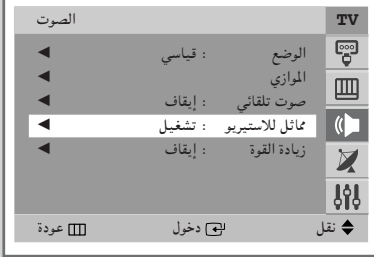 TV الصوت
الوضع : قياسي
الموازي
صوت تلقائي : إيقاف
مماثل للاستيريو : تشغيل
زيادة القوة : إيقاف
نقل دخول عودة